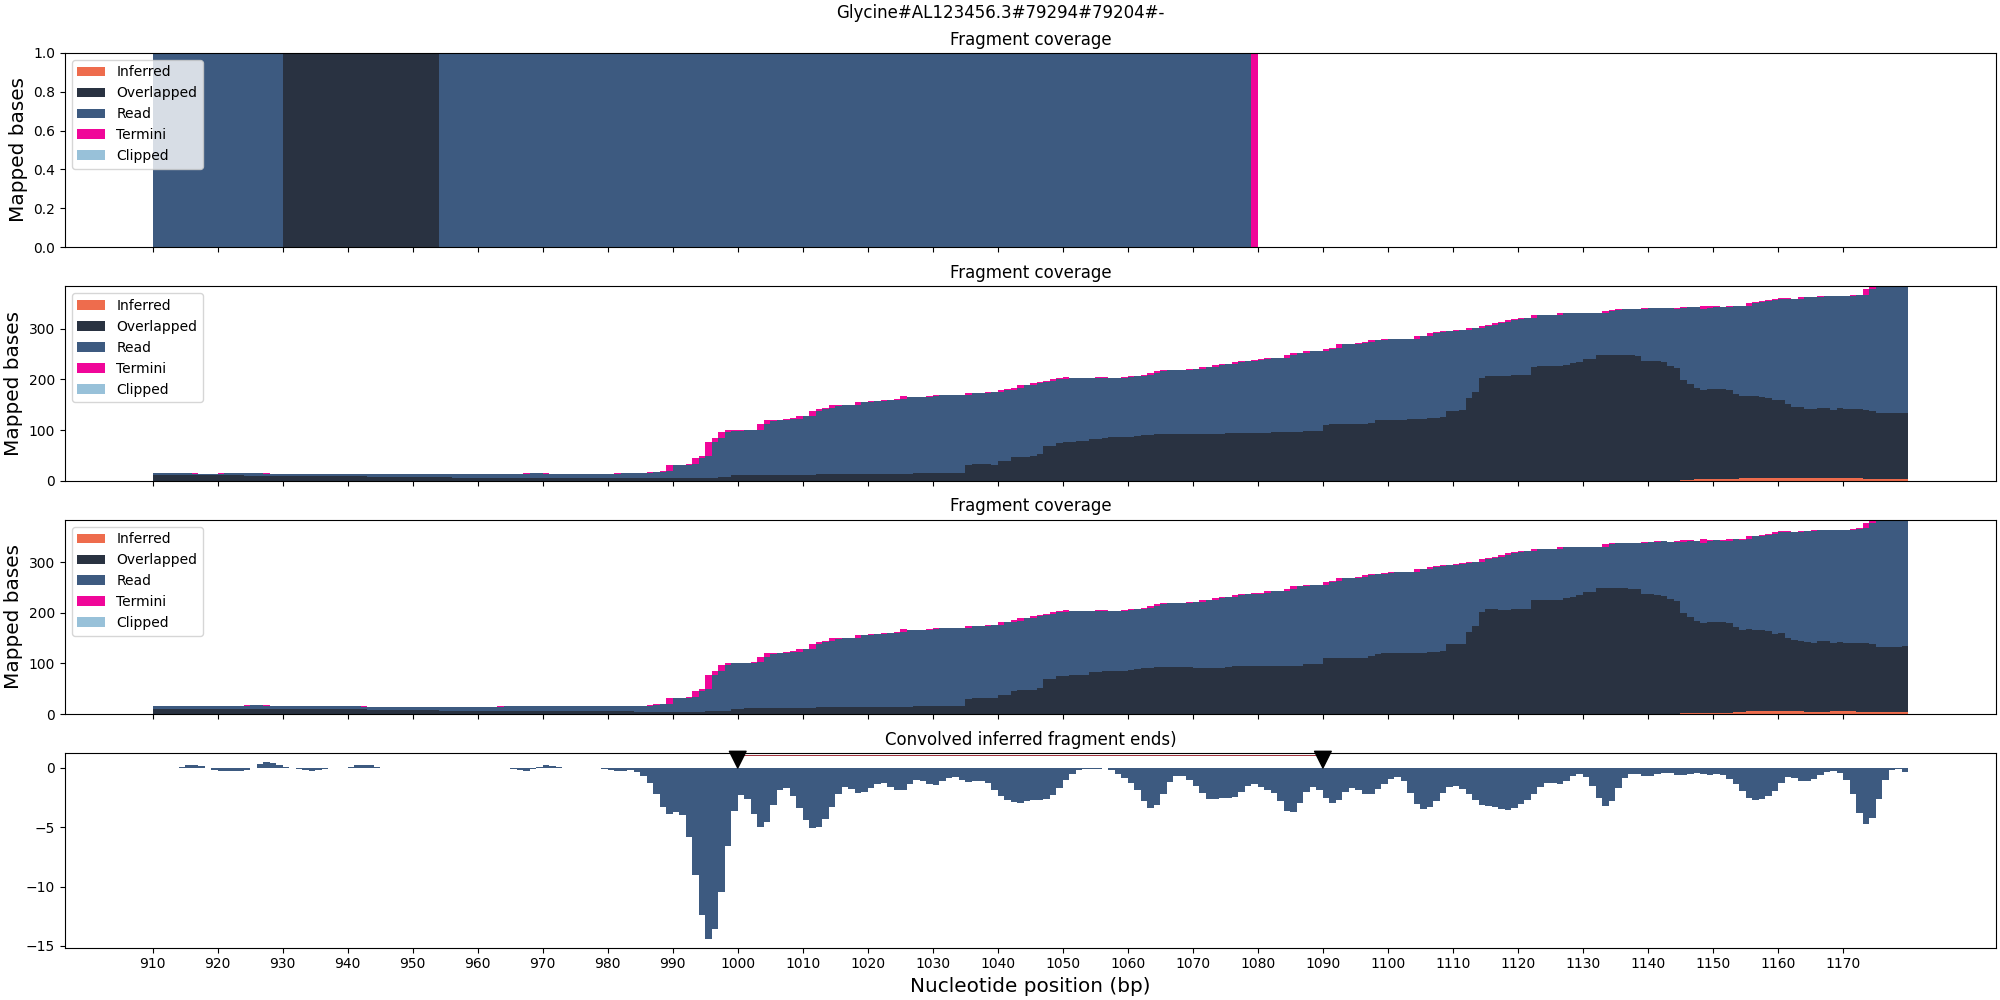 Glycine#AL123456.3#79294#79204#-
Fragment coverage
Mapped bases
1.0
0.8
0.6
0.4
0.2
0.0
Inferred
Overlapped
Read
Termini
Clipped
Fragment coverage
Mapped bases
300
200
100
0
Inferred
Overlapped
Read
Termini
Clipped
Fragment coverage
Mapped bases
300
200
100
0
Inferred
Overlapped
Read
Termini
Clipped
Convolved inferred fragment ends)
0
−5
−10
−15
910 920 930 940 950 960 970 980 990 1000 1010 1020 1030 1040 1050 1060 1070 1080 1090 1100 1110 1120 1130 1140 1150 1160 1170
Nucleotide position (bp)